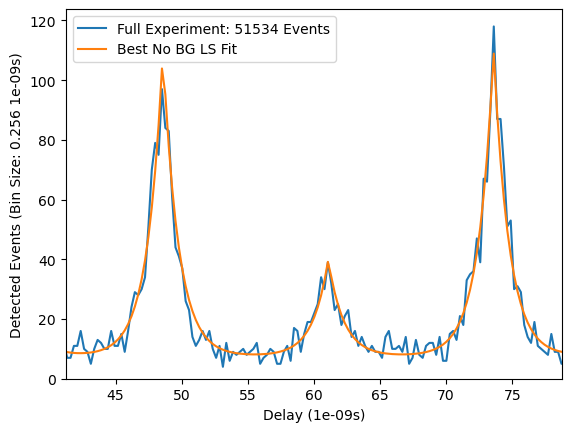 Full Experiment: 51534 Events
Best No BG LS Fit
Detected Events (Bin Size: 0.256 1e-09s)
120
100
80
60
40
20
0
45 50 55 60 65 70 75
Delay (1e-09s)